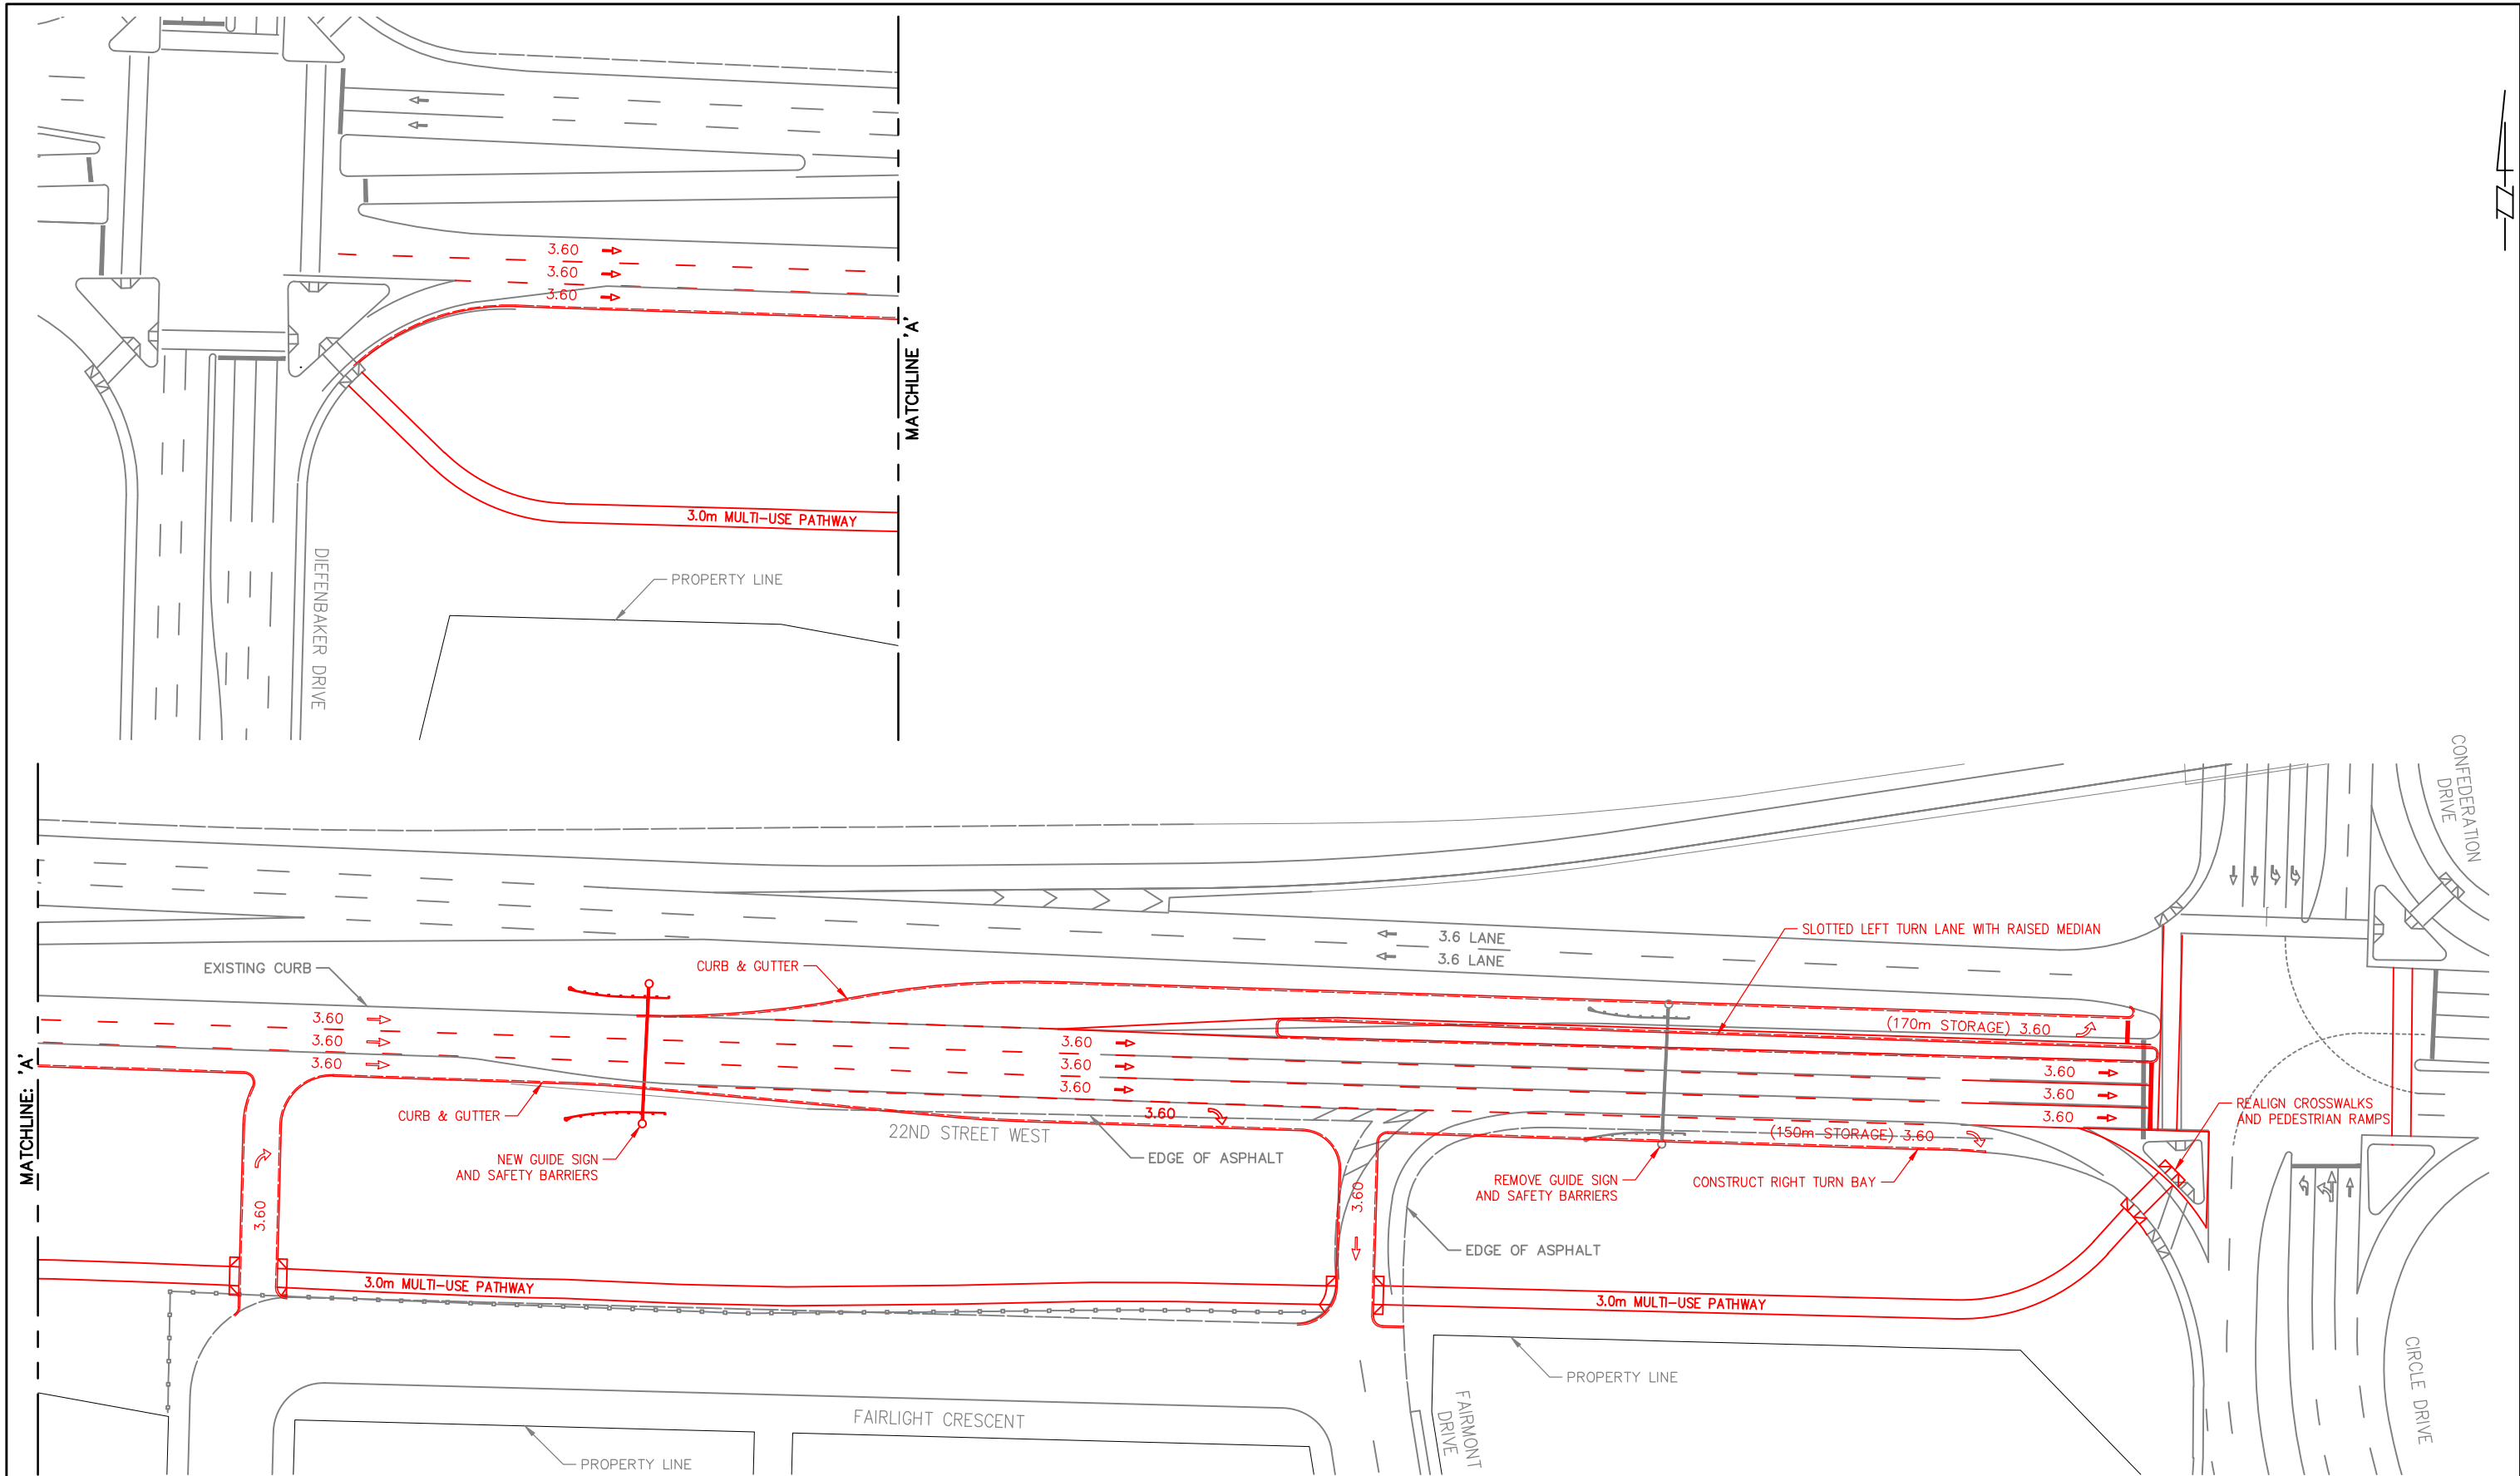 3.60
3.60
3.60
MATCHLINE 'A'
3.0m MULTI-USE PATHWAY
PROPERTY LINE
DIEFENBAKER DRIVE
CONFEDERATION
DRIVE
3.6 LANE
3.6 LANE
SLOTTED LEFT TURN LANE WITH RAISED MEDIAN
EXISTING CURB
CURB & GUTTER
3.60
3.60
3.60
(170m STORAGE) 3.60
3.60
3.60
3.60
3.60
3.60
3.60
MATCHLINE: 'A'
CURB & GUTTER
3.60
22ND STREET WEST
(150m STORAGE) 3.60
REALIGN CROSSWALKS
AND PEDESTRIAN RAMPS
NEW GUIDE SIGN
AND SAFETY BARRIERS
EDGE OF ASPHALT
REMOVE GUIDE SIGN
AND SAFETY BARRIERS
CONSTRUCT RIGHT TURN BAY
3.60
3.60
EDGE OF ASPHALT
3.0m MULTI-USE PATHWAY
3.0m MULTI-USE PATHWAY
PROPERTY LINE
FAIRLIGHT CRESCENT
FAIRMONT
DRIVE
CIRCLE DRIVE
PROPERTY LINE